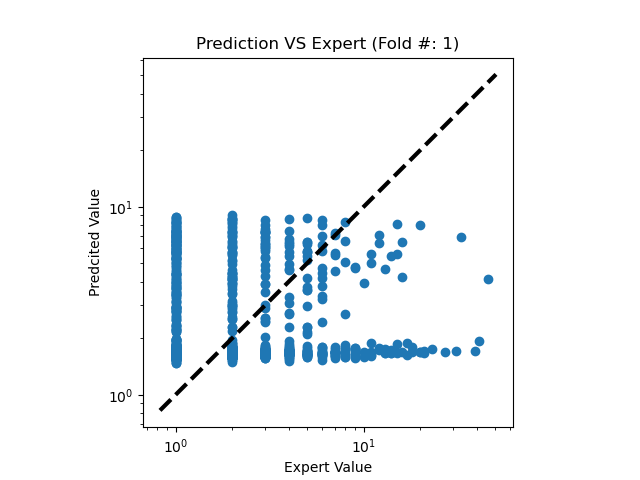 Prediction VS Expert (Fold #: 1)
Predcited Value
10¹
10⁰
10⁰ 10¹
Expert Value